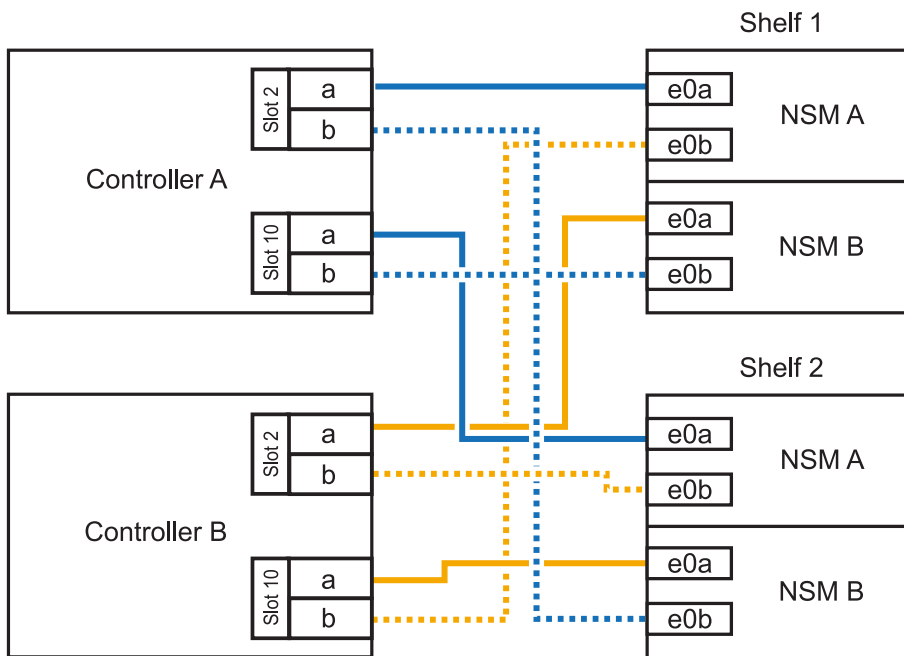 Shelf 1
Controller A
Slot 2
a
b
Slot 10
a
b
e0a
e0b
NSM A
e0a
e0b
NSM B
Shelf 2
Controller B
Slot 2
a
b
Slot 10
a
b
e0a
e0b
NSM A
e0a
e0b
NSM B